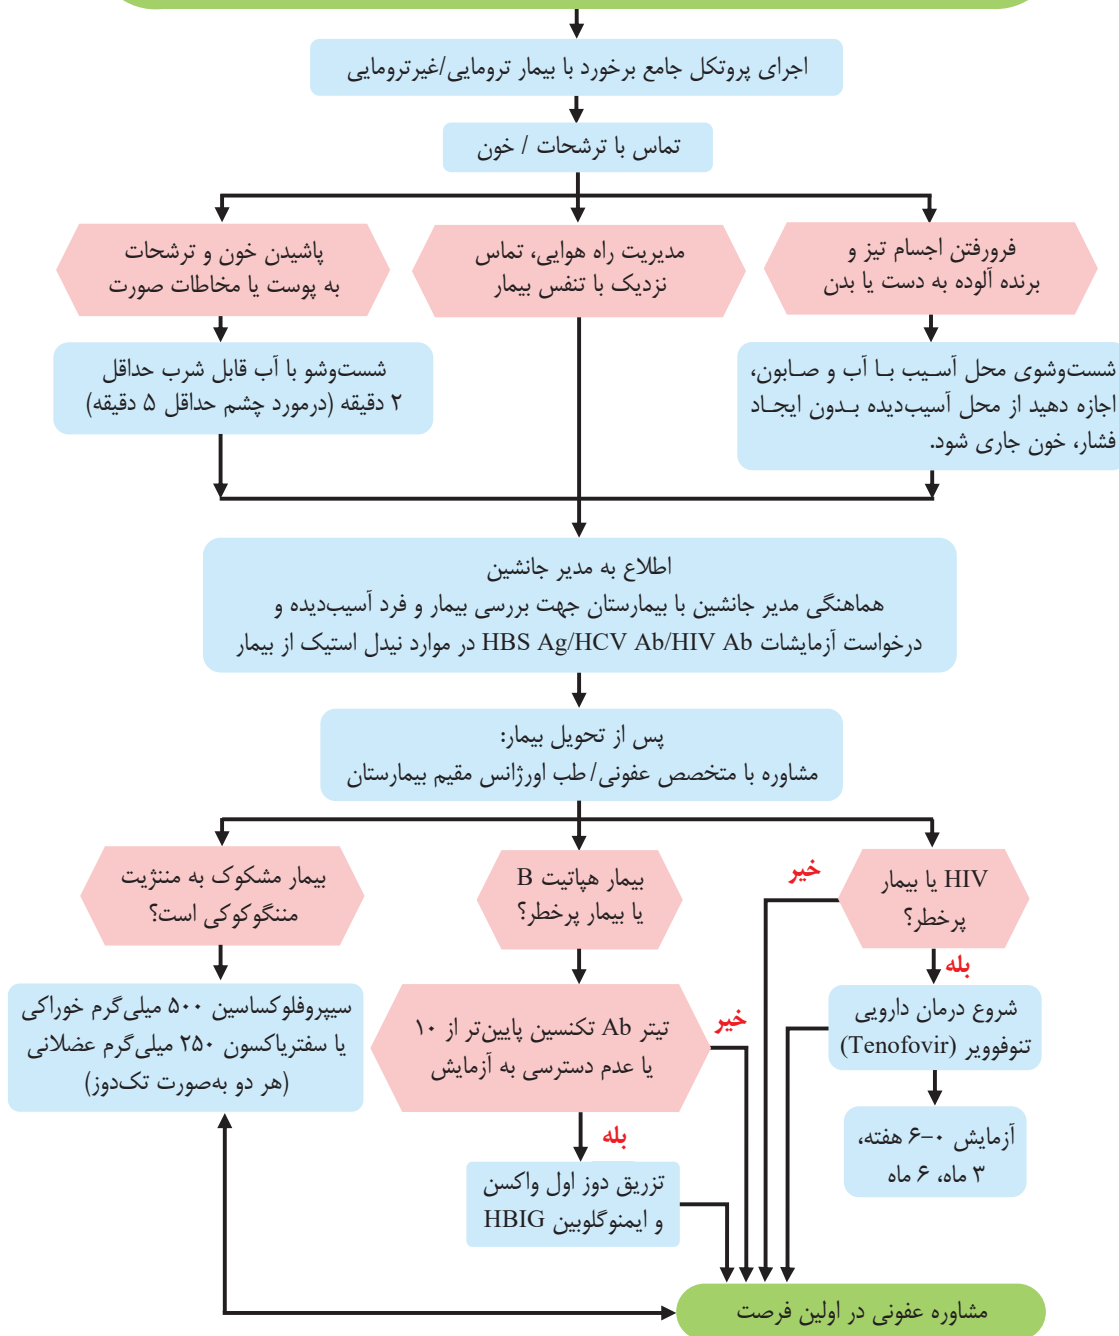 اجرای پروتکل جامع برخورد با بیمار ترومایی/غیرترومایی
تماس با ترشحات / خون
فرورفتن اجسام تیز و
برنده آلوده به دست یا بدن
مدیریت راه هوایی، تماس
نزدیک با تنفس بیمار
پاشیدن خون و ترشحات
به پوست یا مخاطات صورت
شست‌وشوی محل آسیب با آب و صابون،
اجازه دهید از محل آسیب‌دیده بدون ایجاد
فشار، خون جاری شود.
شست‌وشو با آب قابل شرب حداقل
۲ دقیقه (درمورد چشم حداقل ۵ دقیقه)
اطلاع به مدیر جانشین
هماهنگی مدیر جانشین با بیمارستان جهت بررسی بیمار و فرد آسیب‌دیده و
درخواست آزمایشات HBS Ag/HCV Ab/HIV Ab در موارد نیدل استیک از بیمار
پس از تحویل بیمار:
مشاوره با متخصص عفونی/طب اورژانس مقیم بیمارستان
HIV یا بیمار
پرخطر؟
خیر
بله
بیمار هپاتیت B
یا بیمار پرخطر؟
بیمار مشکوک به مننژیت
مننگوکوکی است؟
شروع درمان دارویی
تنوفوویر (Tenofovir)
تیتر Ab تکنسین پایین‌تر از ۱۰
یا عدم دسترسی به آزمایش
خیر
بله
سیپروفلوکساسین ۵۰۰ میلی‌گرم خوراکی
یا سفتریاکسون ۲۵۰ میلی‌گرم عضلانی
(هر دو به‌صورت تک‌دوز)
آزمایش ۰–۶ هفته،
۳ ماه، ۶ ماه
تزریق دوز اول واکسن
و ایمنوگلوبین HBIG
مشاوره عفونی در اولین فرصت